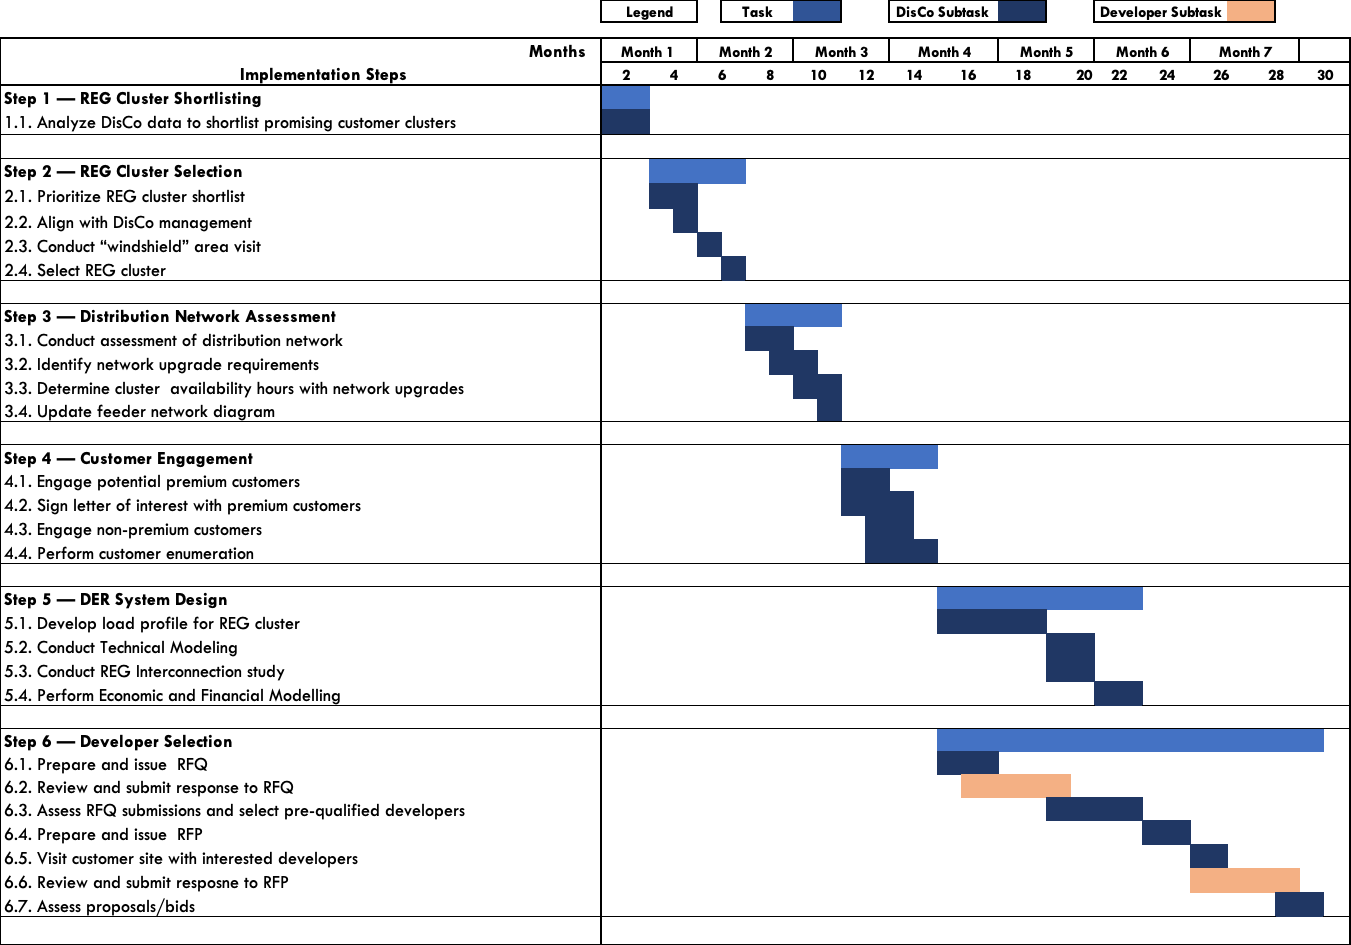 Legend Task DisCo Subtask Developer Subtask
Months Month 1 Month 2 Month 3 Month 4 Month 5 Month 6 Month 7
Implementation Steps 2 4 6 8 10 12 14 16 18 20 22 24 26 28 30
Step 1 — REG Cluster Shortlisting
1.1. Analyze DisCo data to shortlist promising customer clusters
Step 2 — REG Cluster Selection
2.1. Prioritize REG cluster shortlist
2.2. Align with DisCo management
2.3. Conduct “windshield” area visit
2.4. Select REG cluster
Step 3 — Distribution Network Assessment
3.1. Conduct assessment of distribution network
3.2. Identify network upgrade requirements
3.3. Determine cluster  availability hours with network upgrades
3.4. Update feeder network diagram
Step 4 — Customer Engagement
4.1. Engage potential premium customers
4.2. Sign letter of interest with premium customers
4.3. Engage non-premium customers
4.4. Perform customer enumeration
Step 5 — DER System Design
5.1. Develop load profile for REG cluster
5.2. Conduct Technical Modeling
5.3. Conduct REG Interconnection study
5.4. Perform Economic and Financial Modelling
Step 6 — Developer Selection
6.1. Prepare and issue  RFQ
6.2. Review and submit response to RFQ
6.3. Assess RFQ submissions and select pre-qualified developers
6.4. Prepare and issue  RFP
6.5. Visit customer site with interested developers
6.6. Review and submit resposne to RFP
6.7. Assess proposals/bids